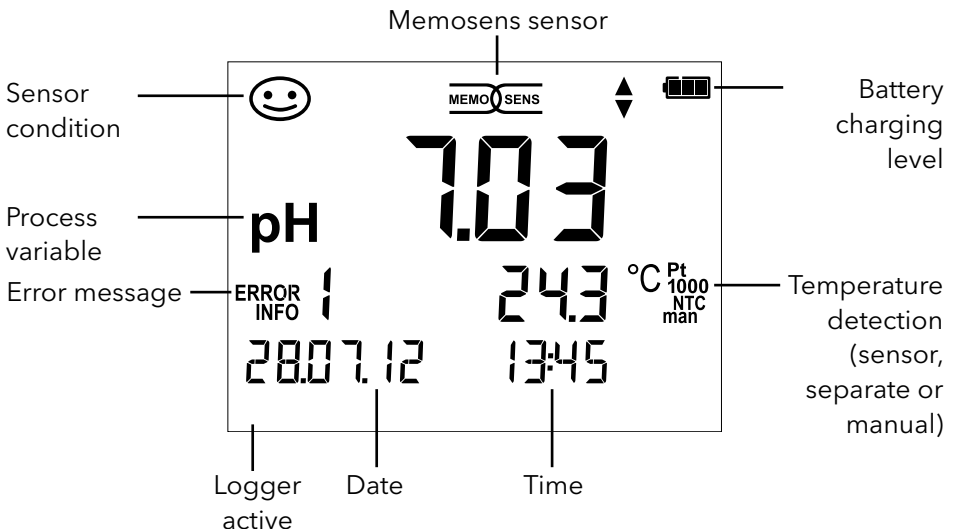 Memosens sensor
Sensor
condition
MEMO SENS
Battery
charging
level
7.03
Process
variable
pH
Error message
ERROR
INFO 1
24.3 °C
Pt
1000
NTC
man
Temperature
detection
(sensor,
separate or
manual)
28.07.12 13:45
Logger
active
Date
Time